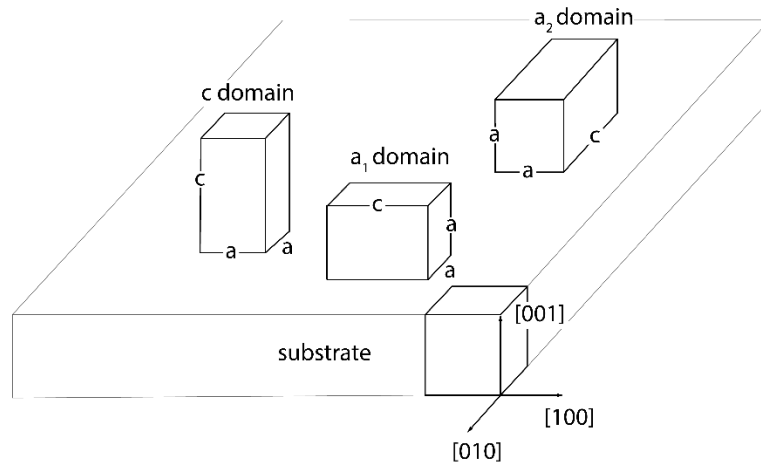 a₂ domain
c domain
a
c
a
a₁ domain
c
c
a
a
a
a
a
[001]
substrate
[100]
[010]